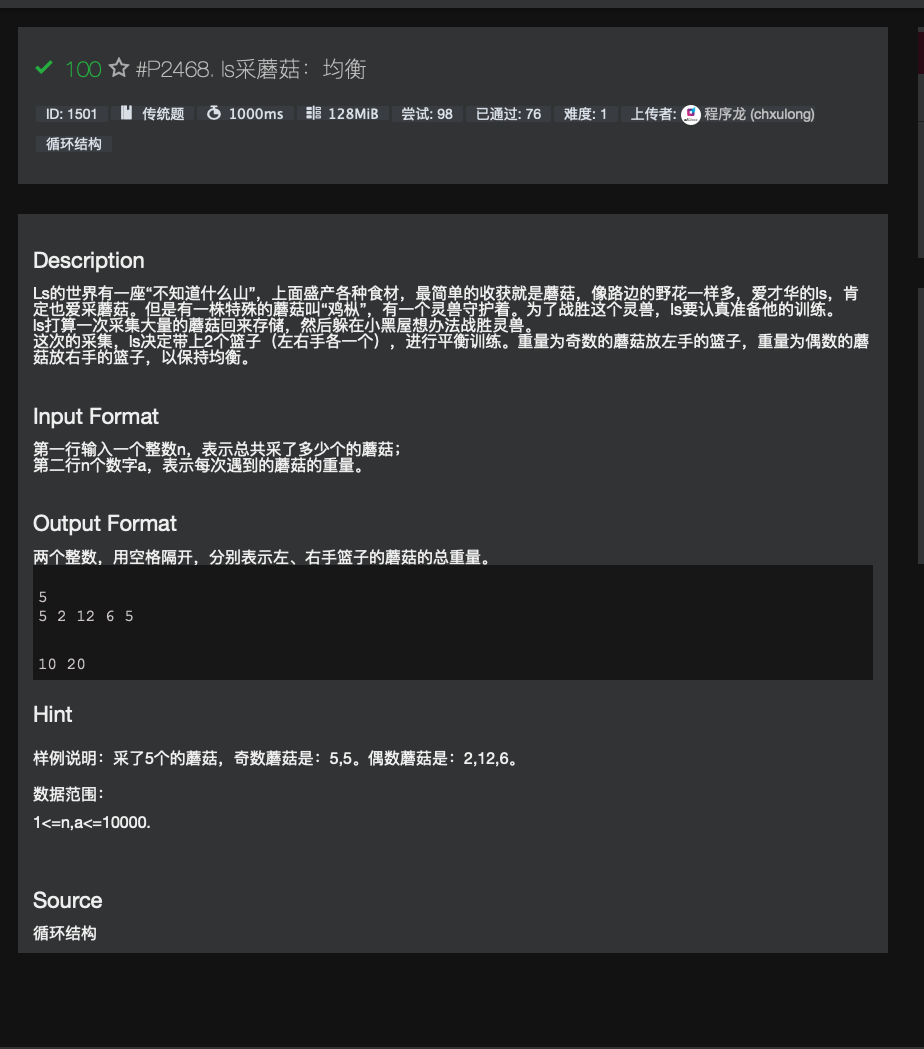 100 #P2468. ls采蘑菇：均衡
ID: 1501 传统题 1000ms 128MiB 尝试: 98 已通过: 76 难度: 1 上传者: 程序龙 (chxulong)
循环结构
Description
Ls的世界有一座“不知道什么山”，上面盛产各种食材，最简单的收获就是蘑菇，像路边的野花一样多，爱才华的ls，肯
定也爱采蘑菇。但是有一株特殊的蘑菇叫“鸡枞”，有一个灵兽守护着。为了战胜这个灵兽，ls要认真准备他的训练。
ls打算一次采集大量的蘑菇回来存储，然后躲在小黑屋想办法战胜灵兽。
这次的采集，ls决定带上2个篮子（左右手各一个），进行平衡训练。重量为奇数的蘑菇放左手的篮子，重量为偶数的蘑
菇放右手的篮子，以保持均衡。
Input Format
第一行输入一个整数n，表示总共采了多少个的蘑菇；
第二行n个数字a，表示每次遇到的蘑菇的重量。
Output Format
两个整数，用空格隔开，分别表示左、右手篮子的蘑菇的总重量。
5
5 2 12 6 5
10 20
Hint
样例说明：采了5个的蘑菇，奇数蘑菇是：5,5。偶数蘑菇是：2,12,6。
数据范围：
1<=n,a<=10000.
Source
循环结构